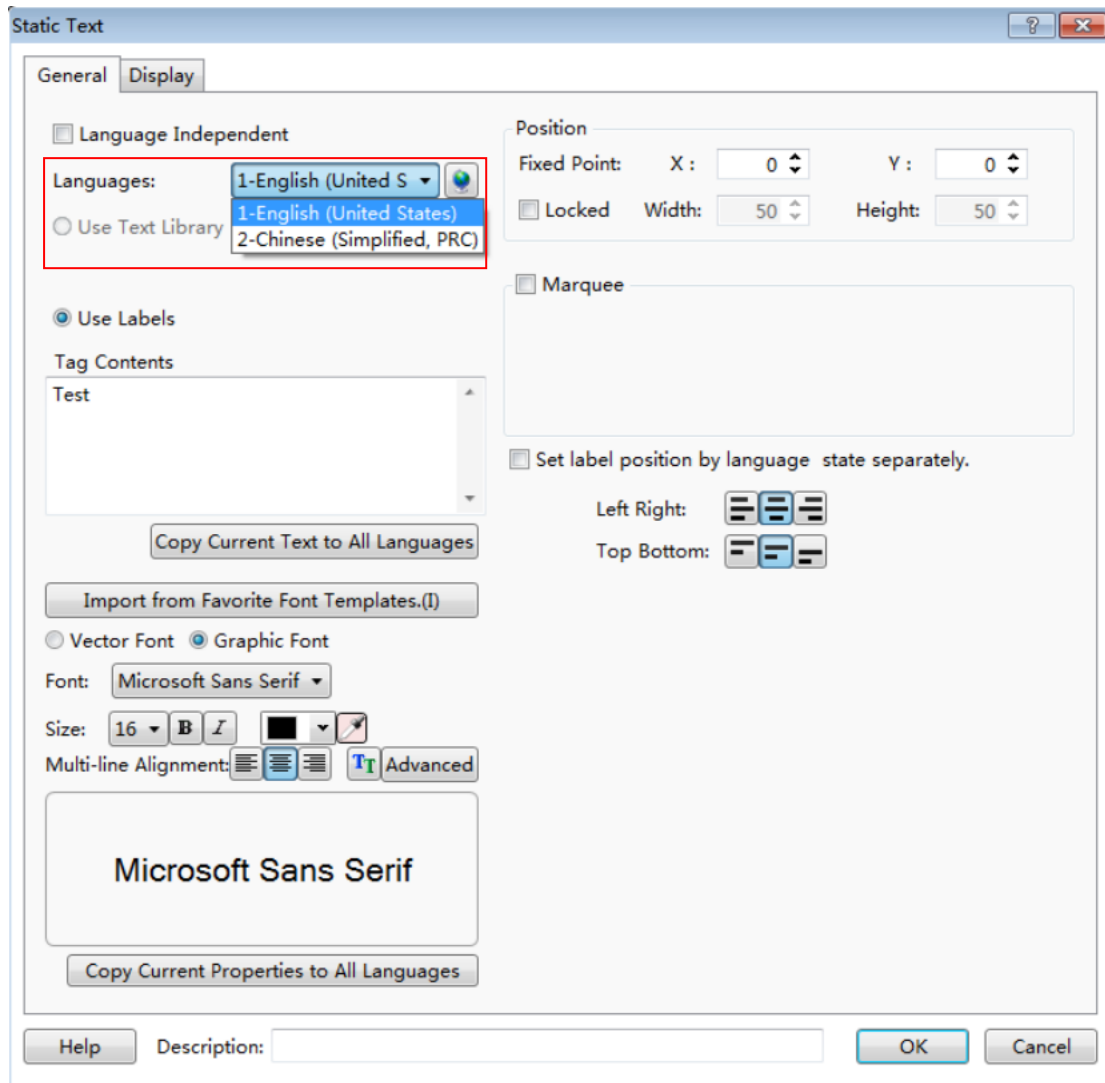 Static Text
General
Display
Language Independent
Languages:
1-English (United S
1-English (United States)
2-Chinese (Simplified, PRC)
Use Text Library
Use Labels
Tag Contents
Test
Copy Current Text to All Languages
Import from Favorite Font Templates.(I)
Vector Font
Graphic Font
Font:
Microsoft Sans Serif
Size:
16
B
I
Multi-line Alignment:
TT
Advanced
Microsoft Sans Serif
Copy Current Properties to All Languages
Position
Fixed Point:
X :
0
Y :
0
Locked
Width:
50
Height:
50
Marquee
Set label position by language state separately.
Left Right:
Top Bottom:
Help
Description:
OK
Cancel